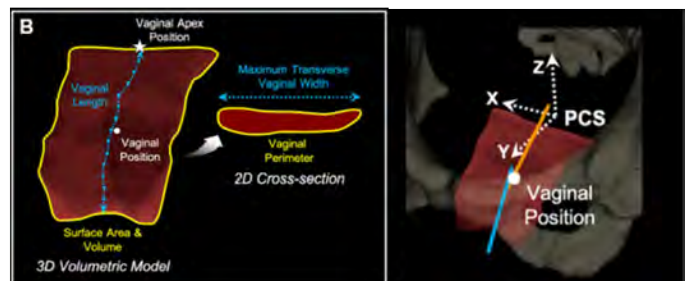 B
Vaginal Apex
Position
Vaginal
Length
Vaginal
Position
Surface Area &
Volume
3D Volumetric Model
Maximum Transverse
Vaginal Width
Vaginal
Perimeter
2D Cross-section
Z
X
PCS
Y
Vaginal
Position